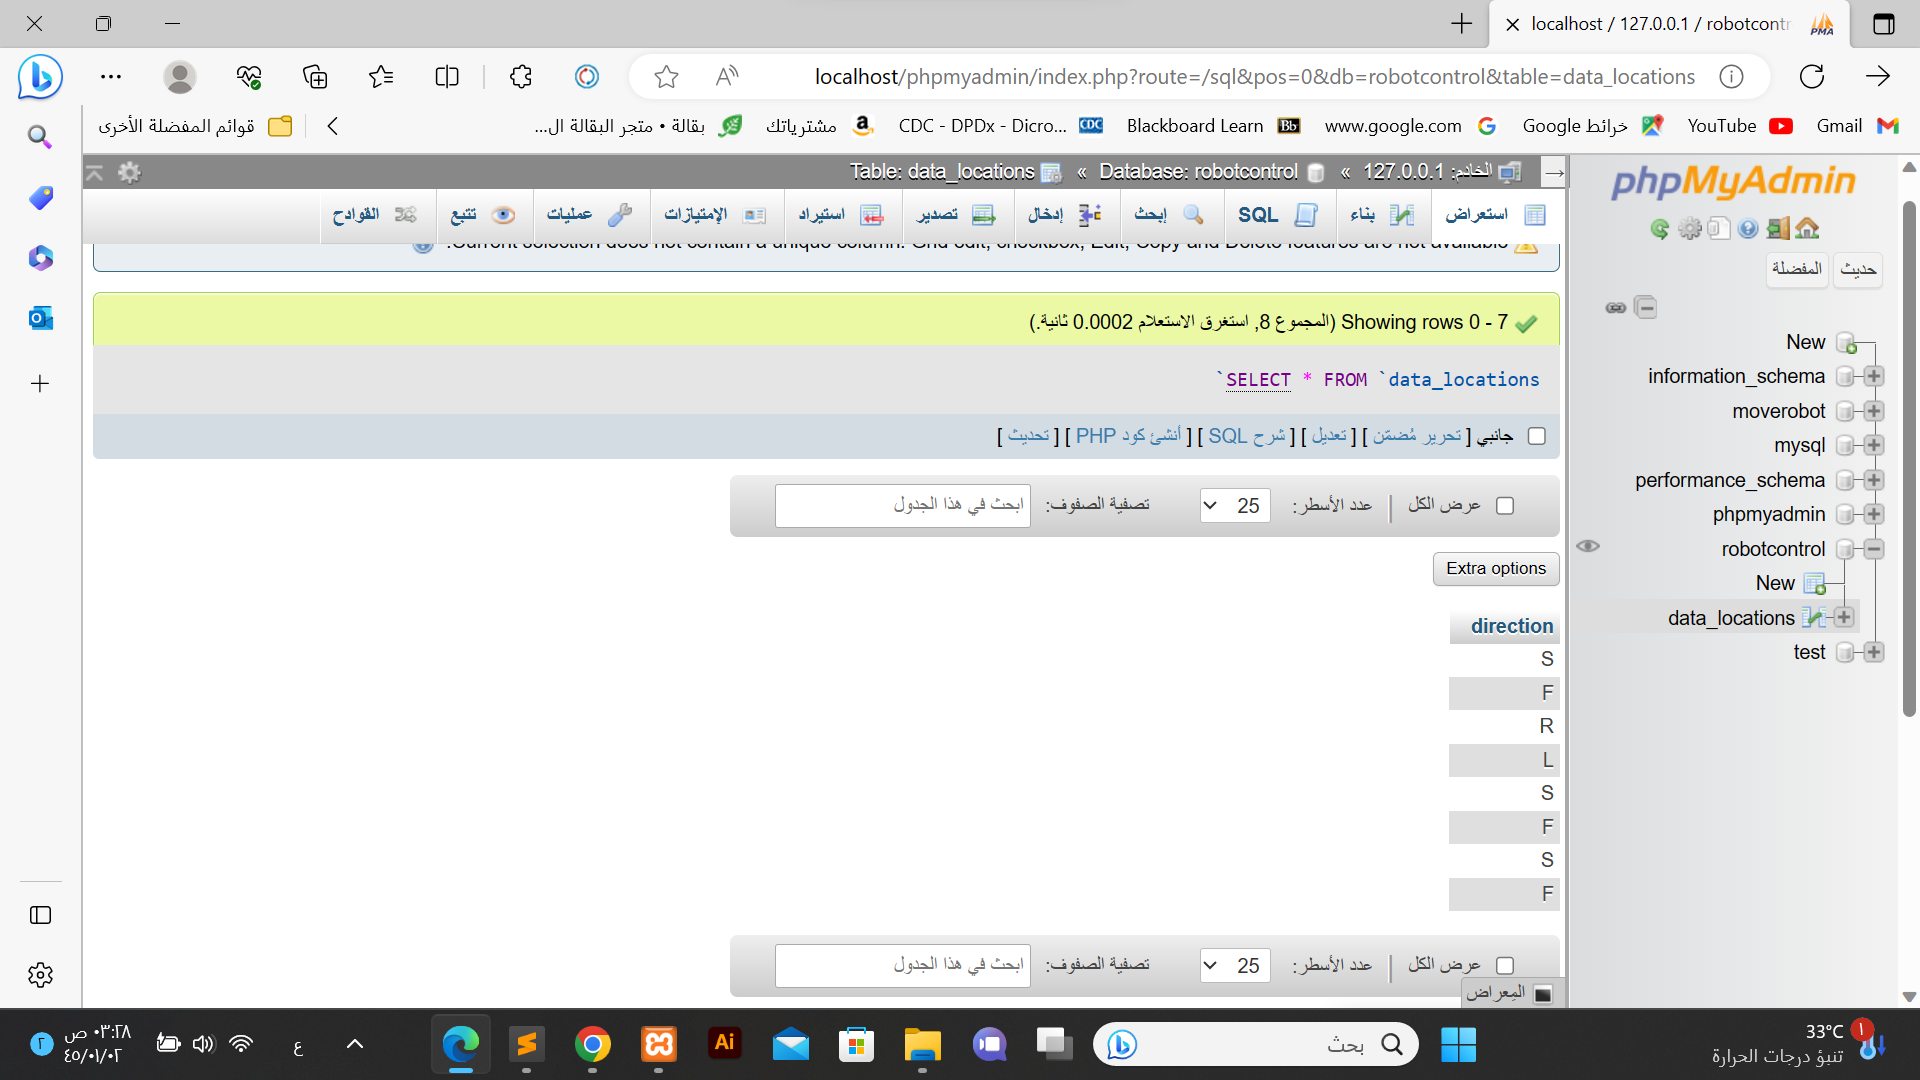 localhost / 127.0.0.1 / robotcontr
localhost/phpmyadmin/index.php?route=/sql&pos=0&db=robotcontrol&table=data_locations
Gmail
YouTube
خرائط Google
www.google.com
Blackboard Learn
CDC - DPDx - Dicro...
مشترياتك
بقالة • متجر البقالة ال...
قوائم المفضلة الأخرى
phpMyAdmin
حديث
المفضلة
New
information_schema
moverobot
mysql
performance_schema
phpmyadmin
robotcontrol
New
data_locations
test
الخادم: 127.0.0.1 » Database: robotcontrol » Table: data_locations
استعراض
بناء
SQL
إبحث
إدخال
تصدير
استيراد
الإمتيازات
عمليات
تتبع
القوادح
Current selection does not contain a unique column. Grid edit, checkbox, Edit, Copy and Delete features are not available.
Showing rows 0 - 7 (المجموع 8, استغرق الاستعلام 0.0002 ثانية.)
SELECT * FROM `data_locations`
جانبي [ تحرير مُضمّن ] [ تعديل ] [ شرح SQL ] [ أنشئ كود PHP ] [ تحديث ]
عرض الكل
عدد الأسطر:
25
تصفية الصفوف:
ابحث في هذا الجدول
Extra options
direction
S
F
R
L
S
F
S
F
عرض الكل
عدد الأسطر:
25
تصفية الصفوف:
ابحث في هذا الجدول
المِعراض
33°C
تنبؤ درجات الحرارة
١
بحث
Ai
ع
٠٣:٢٨ ص
٤٥/٠١/٠٢
٢